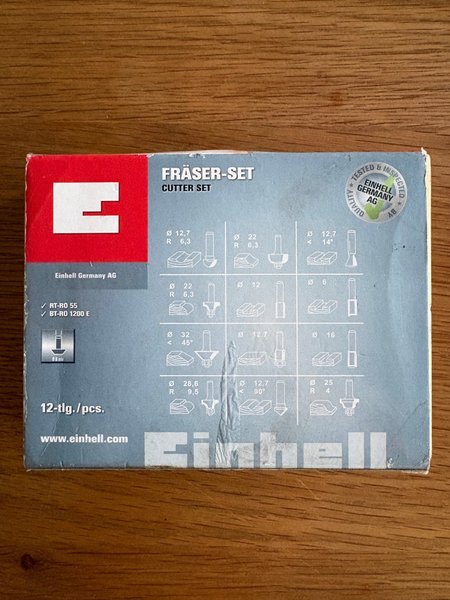 FRÄSER-SET
CUTTER SET
QUALITY TESTED & INSPECTED BY
EINHELL
GERMANY
AG
Einhell Germany AG
✓ RT-RO 55
✓ BT-RO 1200 E
12-tlg./pcs.
www.einhell.com
Ø 12,7
R 6,3
Ø 22
R 6,3
Ø 12,7
< 14°
Ø 22
R 6,3
Ø 12
Ø 6
Ø 32
< 45°
Ø 12,7
Ø 16
Ø 28,6
R 9,5
Ø 12,7
< 90°
Ø 25
R 4
Einhell